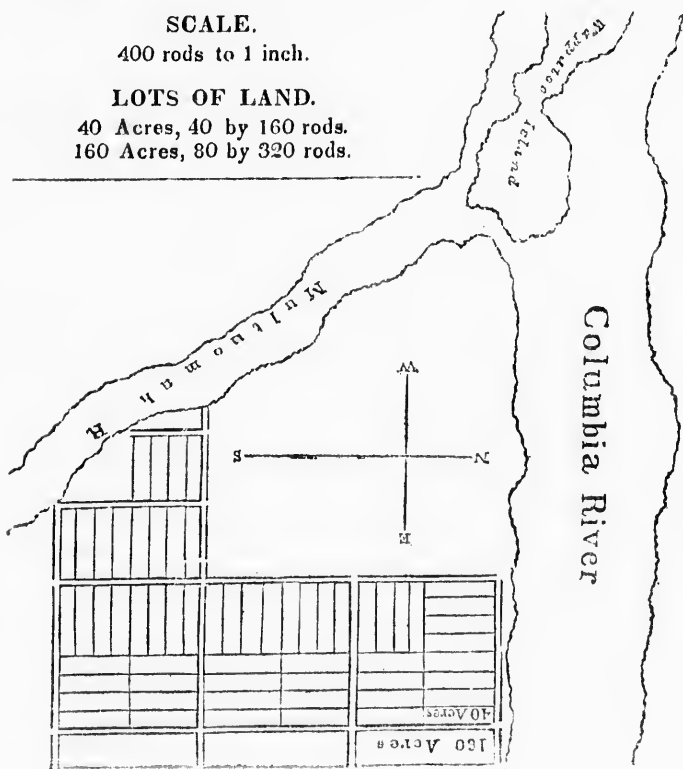 SCALE.
400 rods to 1 inch.
LOTS OF LAND.
40 Acres, 40 by 160 rods.
160 Acres, 80 by 320 rods.
Wappatoo
Island
Multnomah R
Columbia River
W
S
N
E
40 Acres
160 Acres